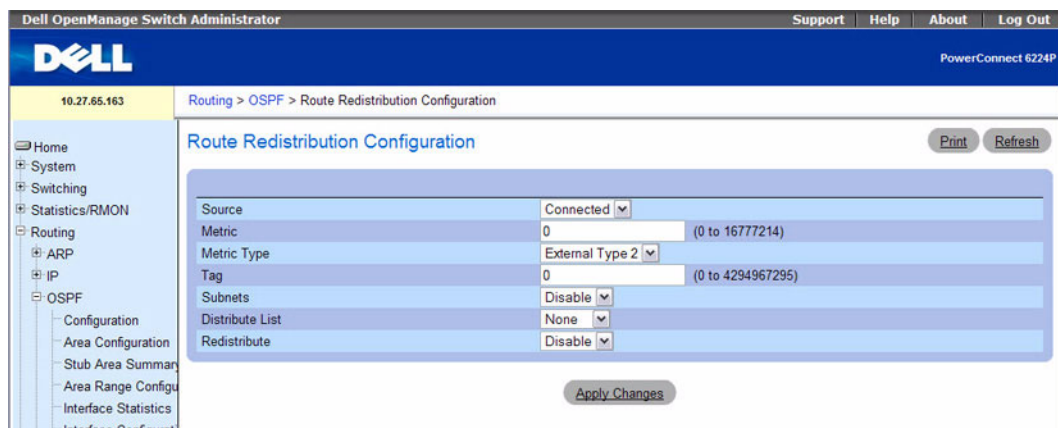 Dell OpenManage Switch Administrator
Support Help About Log Out
DELL
PowerConnect 6224P
10.27.65.163
Routing > OSPF > Route Redistribution Configuration
Home
System
Switching
Statistics/RMON
Routing
ARP
IP
OSPF
Configuration
Area Configuration
Stub Area Summary
Area Range Configu
Interface Statistics
Route Redistribution Configuration
Print Refresh
Source Connected
Metric 0 (0 to 16777214)
Metric Type External Type 2
Tag 0 (0 to 4294967295)
Subnets Disable
Distribute List None
Redistribute Disable
Apply Changes